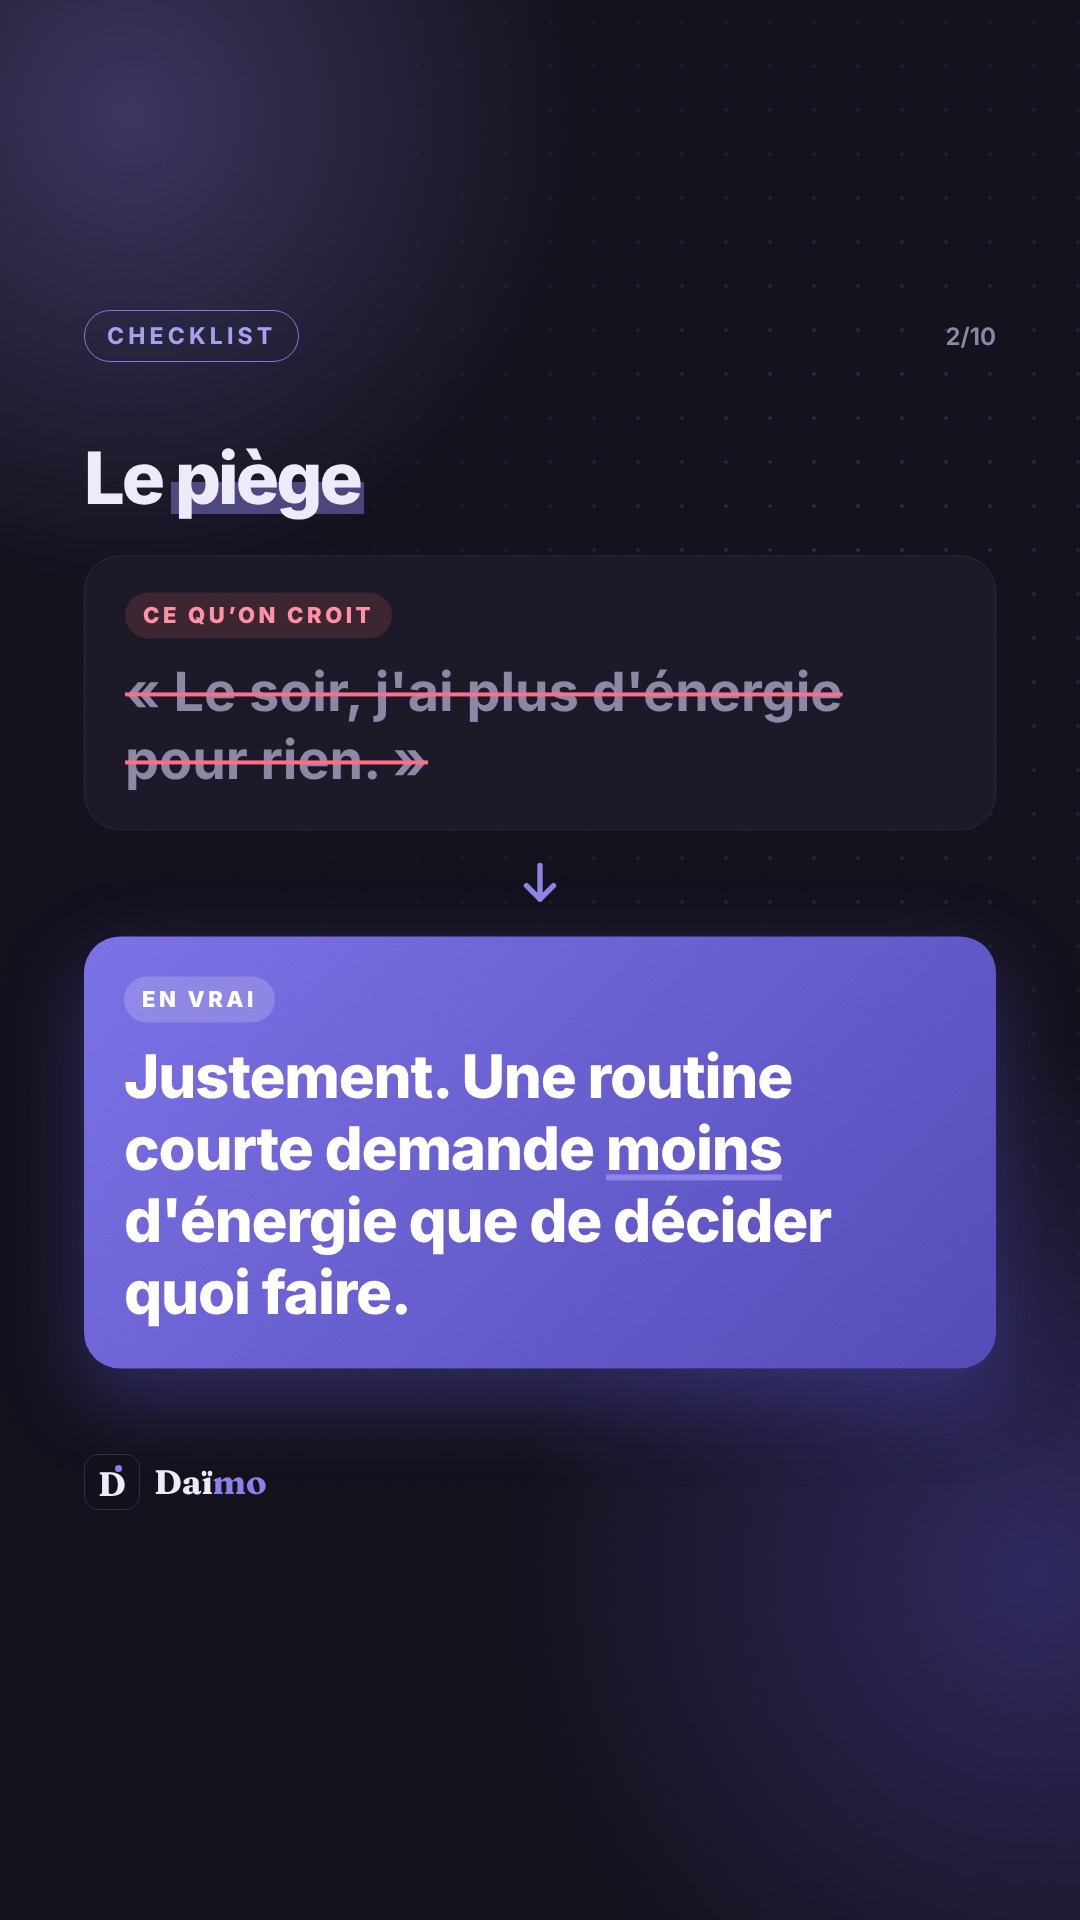 CHECKLIST
2/10
Le piège
CE QU’ON CROIT
« Le soir, j'ai plus d'énergie
pour rien. »
EN VRAI
Justement. Une routine
courte demande moins
d'énergie que de décider
quoi faire.
D Daïmo